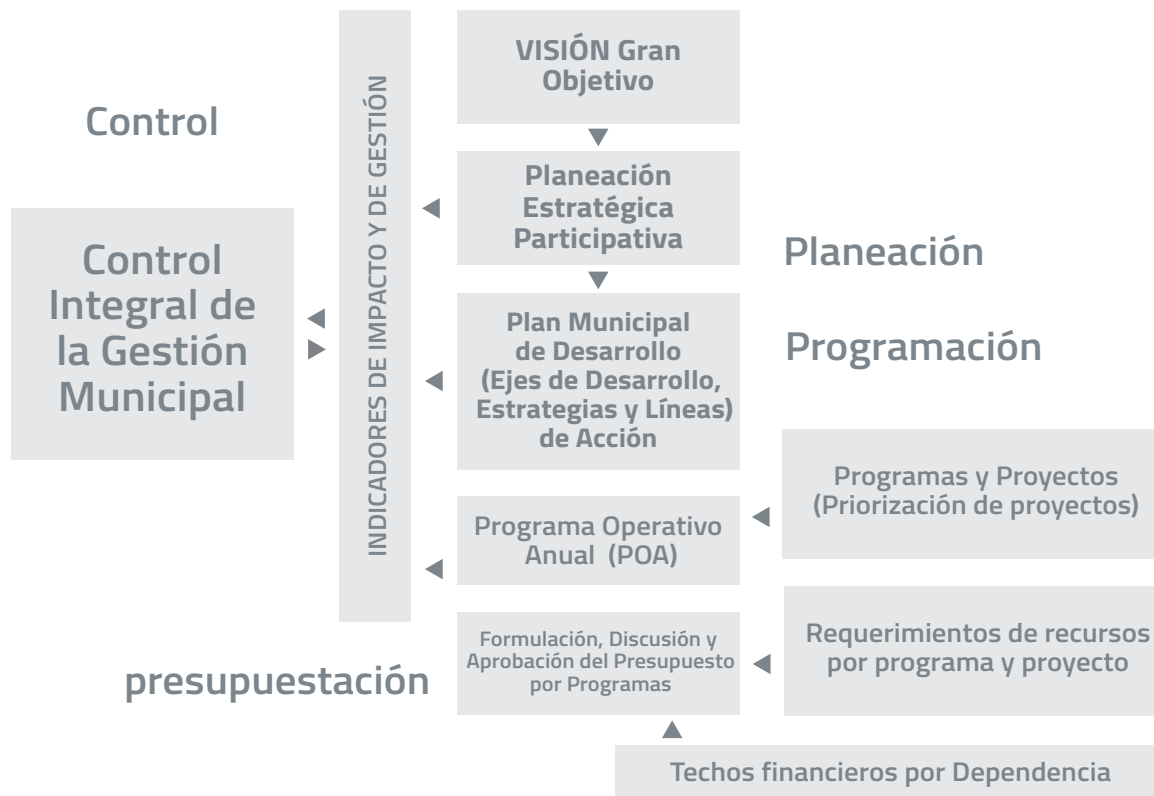 VISIÓN Gran
Objetivo
Control
INDICADORES DE IMPACTO Y DE GESTIÓN
Planeación
Estratégica
Participativa
Control
Integral de
la Gestión
Municipal
Planeación
Plan Municipal
de Desarrollo
(Ejes de Desarrollo,
Estrategias y Líneas)
de Acción
Programación
Programas y Proyectos
(Priorización de proyectos)
Programa Operativo
Anual (POA)
Formulación, Discusión y
Aprobación del Presupuesto
por Programas
Requerimientos de recursos
por programa y proyecto
presupuestación
Techos financieros por Dependencia